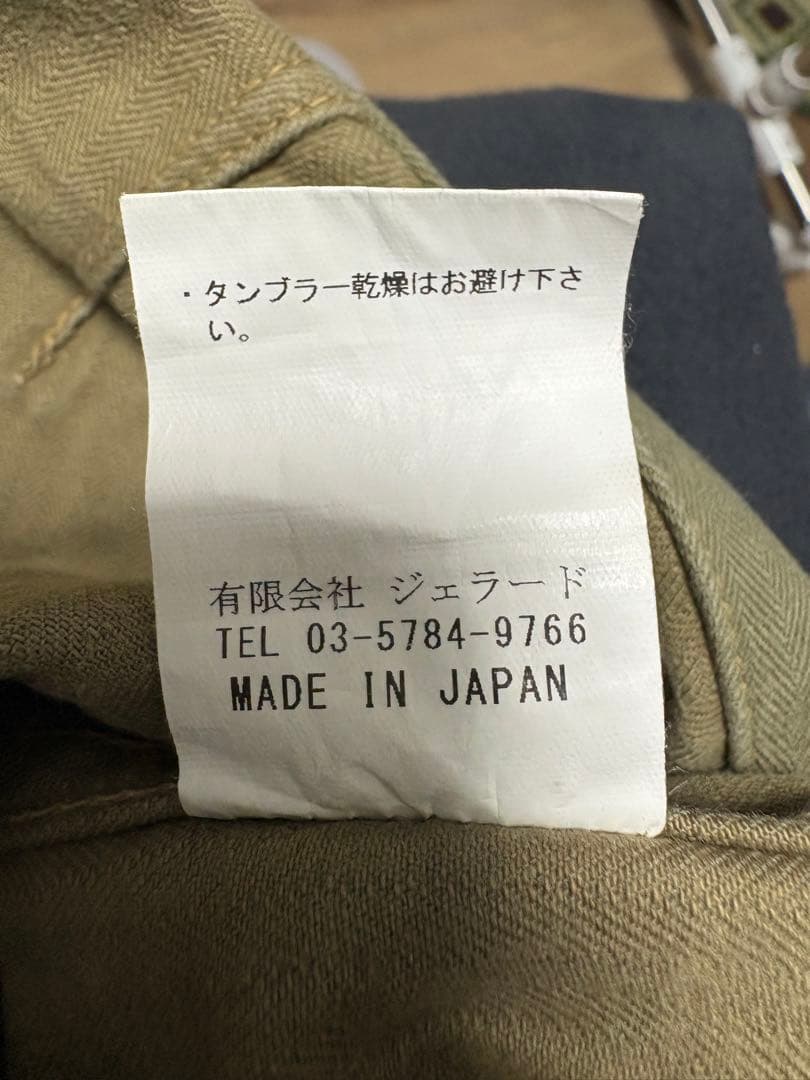 ・タンブラー乾燥はお避け下さ
い。
有限会社 ジェラード
TEL 03-5784-9766
MADE IN JAPAN